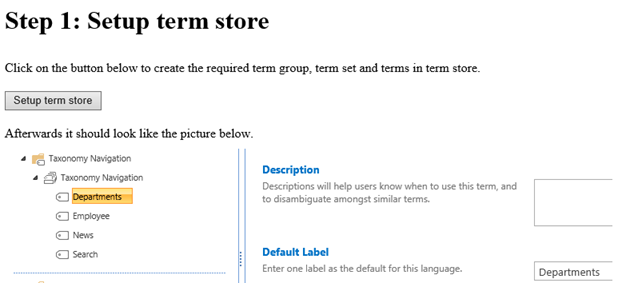 Step 1: Setup term store
Click on the button below to create the required term group, term set and terms in term store.
Setup term store
Afterwards it should look like the picture below.
Taxonomy Navigation
Taxonomy Navigation
Departments
Employee
News
Search
Description
Descriptions will help users know when to use this term, and
to disambiguate amongst similar terms.
Default Label
Enter one label as the default for this language.
Departments